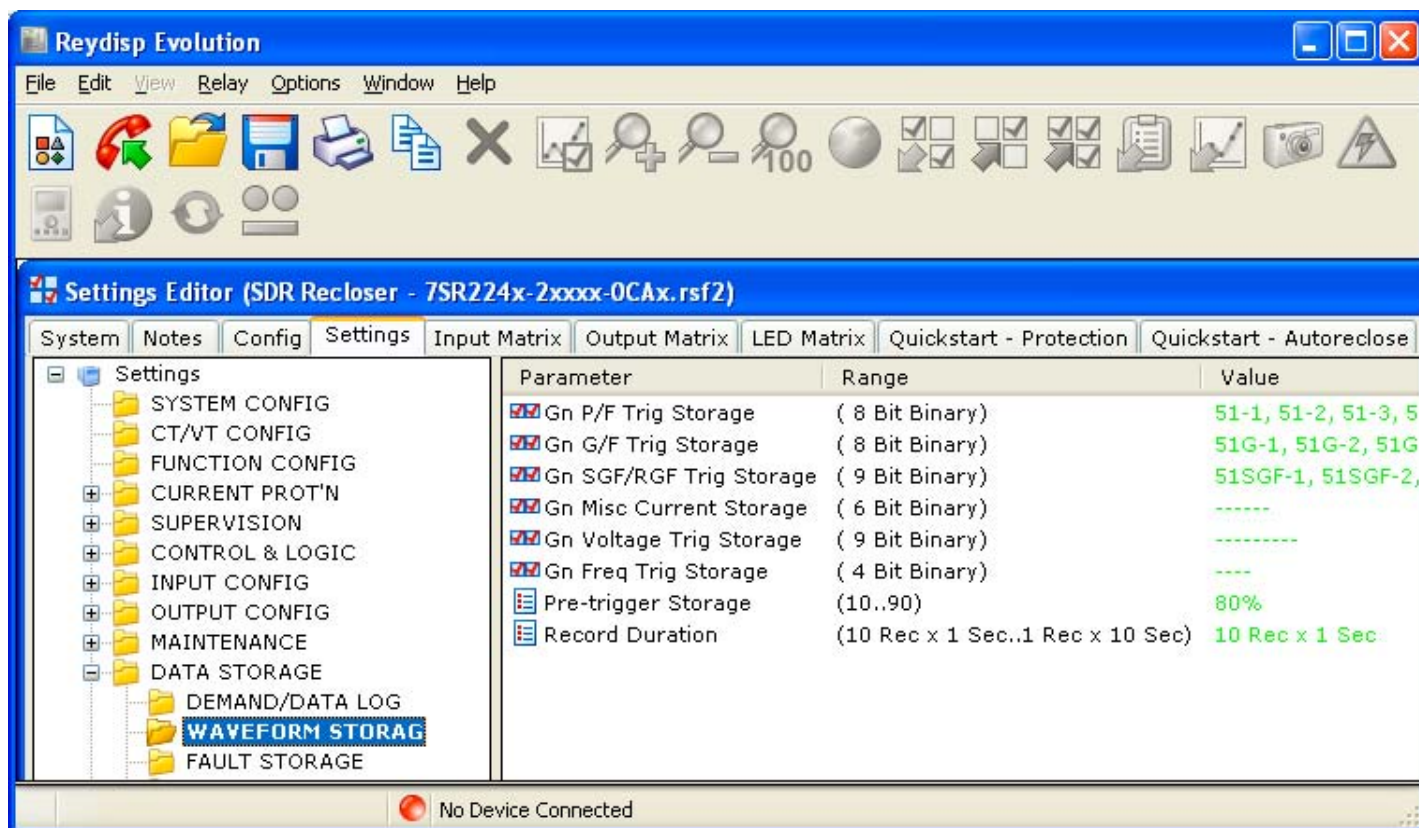 Reydisp Evolution
File Edit View Relay Options Window Help
100
Settings Editor (SDR Recloser - 7SR224x-2xxxx-0CAx.rsf2)
System Notes Config Settings Input Matrix Output Matrix LED Matrix Quickstart - Protection Quickstart - Autoreclose
Settings
SYSTEM CONFIG
CT/VT CONFIG
FUNCTION CONFIG
CURRENT PROT'N
SUPERVISION
CONTROL & LOGIC
INPUT CONFIG
OUTPUT CONFIG
MAINTENANCE
DATA STORAGE
DEMAND/DATA LOG
WAVEFORM STORAG
FAULT STORAGE
Parameter Range Value
Gn P/F Trig Storage ( 8 Bit Binary) 51-1, 51-2, 51-3, 5
Gn G/F Trig Storage ( 8 Bit Binary) 51G-1, 51G-2, 51G
Gn SGF/RGF Trig Storage ( 9 Bit Binary) 51SGF-1, 51SGF-2,
Gn Misc Current Storage ( 6 Bit Binary) ------
Gn Voltage Trig Storage ( 9 Bit Binary) ---------
Gn Freq Trig Storage ( 4 Bit Binary) ----
Pre-trigger Storage (10..90) 80%
Record Duration (10 Rec x 1 Sec..1 Rec x 10 Sec) 10 Rec x 1 Sec
No Device Connected